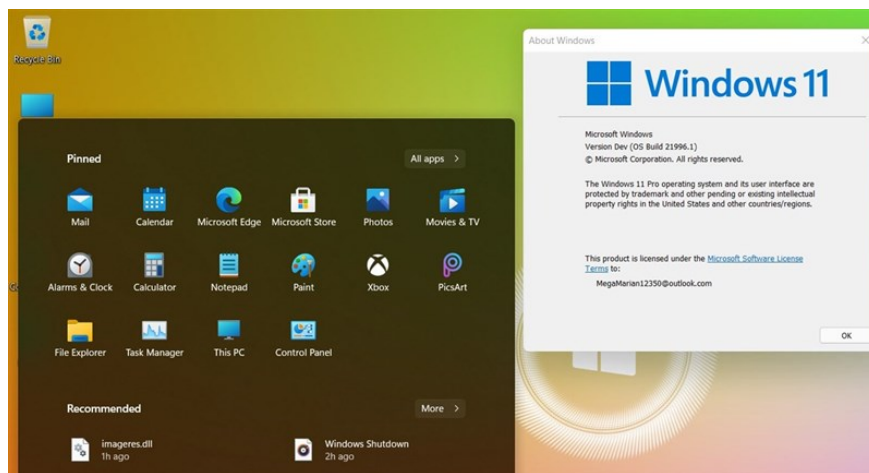 Recycle Bin
Pinned
All apps >
Mail
Calendar
Microsoft Edge
Microsoft Store
Photos
Movies & TV
Alarms & Clock
Calculator
Notepad
Paint
Xbox
PicsArt
File Explorer
Task Manager
This PC
Control Panel
Recommended
More >
imageres.dll
1h ago
Windows Shutdown
2h ago
About Windows
Windows 11
Microsoft Windows
Version Dev (OS Build 21996.1)
© Microsoft Corporation. All rights reserved.
The Windows 11 Pro operating system and its user interface are
protected by trademark and other pending or existing intellectual
property rights in the United States and other countries/regions.
This product is licensed under the Microsoft Software License
Terms to:
MegaMarian12350@outlook.com
OK